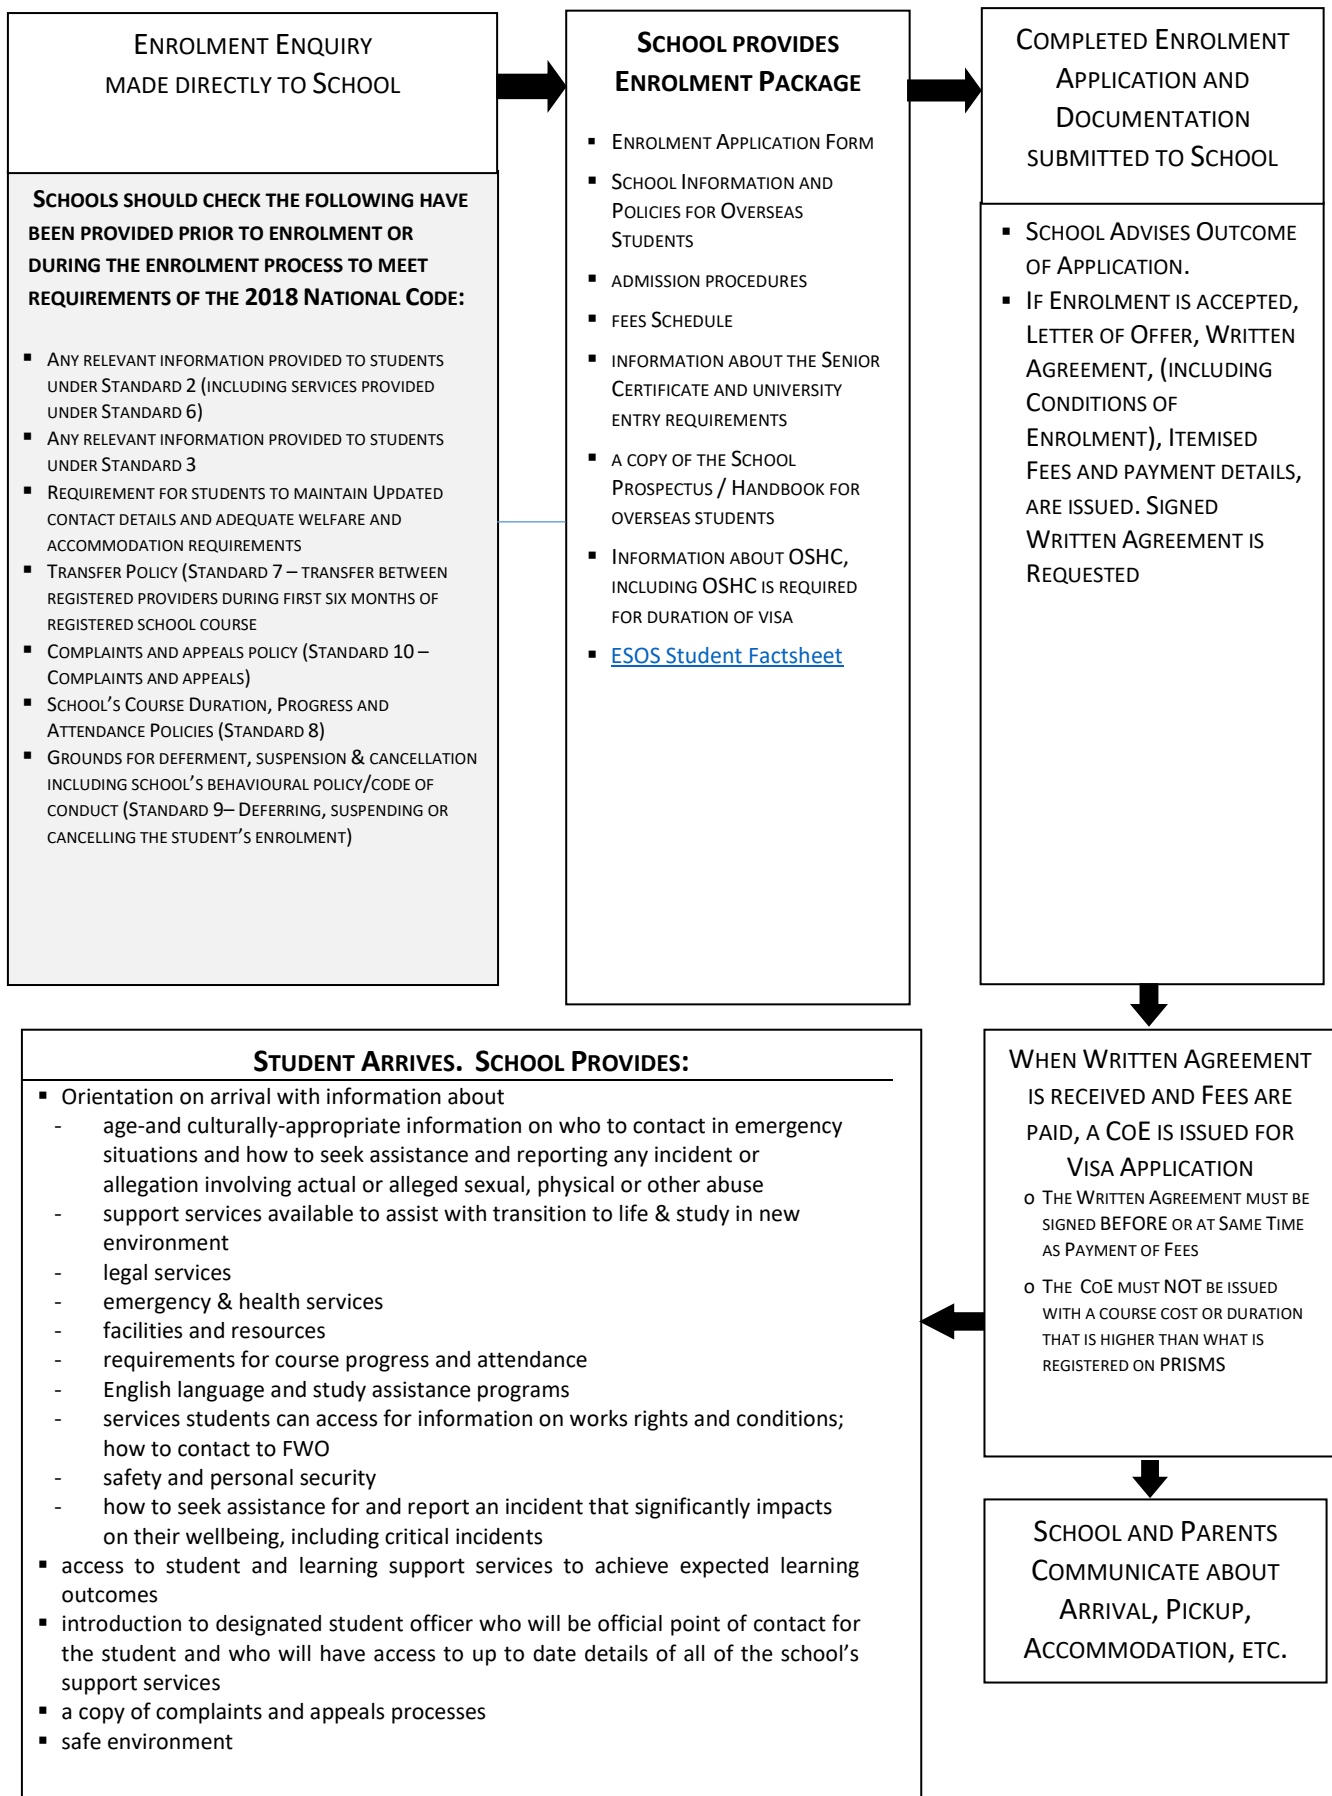 ENROLMENT ENQUIRY
MADE DIRECTLY TO SCHOOL
SCHOOLS SHOULD CHECK THE FOLLOWING HAVE
BEEN PROVIDED PRIOR TO ENROLMENT OR
DURING THE ENROLMENT PROCESS TO MEET
REQUIREMENTS OF THE 2018 NATIONAL CODE:
▪ ANY RELEVANT INFORMATION PROVIDED TO STUDENTS
UNDER STANDARD 2 (INCLUDING SERVICES PROVIDED
UNDER STANDARD 6)
▪ ANY RELEVANT INFORMATION PROVIDED TO STUDENTS
UNDER STANDARD 3
▪ REQUIREMENT FOR STUDENTS TO MAINTAIN UPDATED
CONTACT DETAILS AND ADEQUATE WELFARE AND
ACCOMMODATION REQUIREMENTS
▪ TRANSFER POLICY (STANDARD 7 – TRANSFER BETWEEN
REGISTERED PROVIDERS DURING FIRST SIX MONTHS OF
REGISTERED SCHOOL COURSE
▪ COMPLAINTS AND APPEALS POLICY (STANDARD 10 –
COMPLAINTS AND APPEALS)
▪ SCHOOL'S COURSE DURATION, PROGRESS AND
ATTENDANCE POLICIES (STANDARD 8)
▪ GROUNDS FOR DEFERMENT, SUSPENSION & CANCELLATION
INCLUDING SCHOOL'S BEHAVIOURAL POLICY/CODE OF
CONDUCT (STANDARD 9– DEFERRING, SUSPENDING OR
CANCELLING THE STUDENT'S ENROLMENT)
SCHOOL PROVIDES
ENROLMENT PACKAGE
▪ ENROLMENT APPLICATION FORM
▪ SCHOOL INFORMATION AND
POLICIES FOR OVERSEAS
STUDENTS
▪ ADMISSION PROCEDURES
▪ FEES SCHEDULE
▪ INFORMATION ABOUT THE SENIOR
CERTIFICATE AND UNIVERSITY
ENTRY REQUIREMENTS
▪ A COPY OF THE SCHOOL
PROSPECTUS / HANDBOOK FOR
OVERSEAS STUDENTS
▪ INFORMATION ABOUT OSHC,
INCLUDING OSHC IS REQUIRED
FOR DURATION OF VISA
▪ ESOS Student Factsheet
COMPLETED ENROLMENT
APPLICATION AND
DOCUMENTATION
SUBMITTED TO SCHOOL
▪ SCHOOL ADVISES OUTCOME
OF APPLICATION.
▪ IF ENROLMENT IS ACCEPTED,
LETTER OF OFFER, WRITTEN
AGREEMENT, (INCLUDING
CONDITIONS OF
ENROLMENT), ITEMISED
FEES AND PAYMENT DETAILS,
ARE ISSUED. SIGNED
WRITTEN AGREEMENT IS
REQUESTED
WHEN WRITTEN AGREEMENT
IS RECEIVED AND FEES ARE
PAID, A COE IS ISSUED FOR
VISA APPLICATION
o THE WRITTEN AGREEMENT MUST BE
SIGNED BEFORE OR AT SAME TIME
AS PAYMENT OF FEES
o THE COE MUST NOT BE ISSUED
WITH A COURSE COST OR DURATION
THAT IS HIGHER THAN WHAT IS
REGISTERED ON PRISMS
SCHOOL AND PARENTS
COMMUNICATE ABOUT
ARRIVAL, PICKUP,
ACCOMMODATION, ETC.
STUDENT ARRIVES. SCHOOL PROVIDES:
▪ Orientation on arrival with information about
- age-and culturally-appropriate information on who to contact in emergency
situations and how to seek assistance and reporting any incident or
allegation involving actual or alleged sexual, physical or other abuse
- support services available to assist with transition to life & study in new
environment
- legal services
- emergency & health services
- facilities and resources
- requirements for course progress and attendance
- English language and study assistance programs
- services students can access for information on works rights and conditions;
how to contact to FWO
- safety and personal security
- how to seek assistance for and report an incident that significantly impacts
on their wellbeing, including critical incidents
▪ access to student and learning support services to achieve expected learning
outcomes
▪ introduction to designated student officer who will be official point of contact for
the student and who will have access to up to date details of all of the school's
support services
▪ a copy of complaints and appeals processes
▪ safe environment